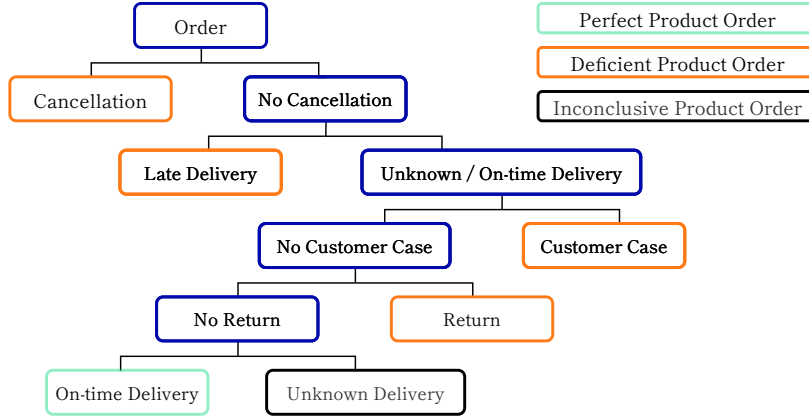 Order
Perfect Product Order
Deficient Product Order
Inconclusive Product Order
Cancellation
No Cancellation
Late Delivery
Unknown / On-time Delivery
No Customer Case
Customer Case
No Return
Return
On-time Delivery
Unknown Delivery